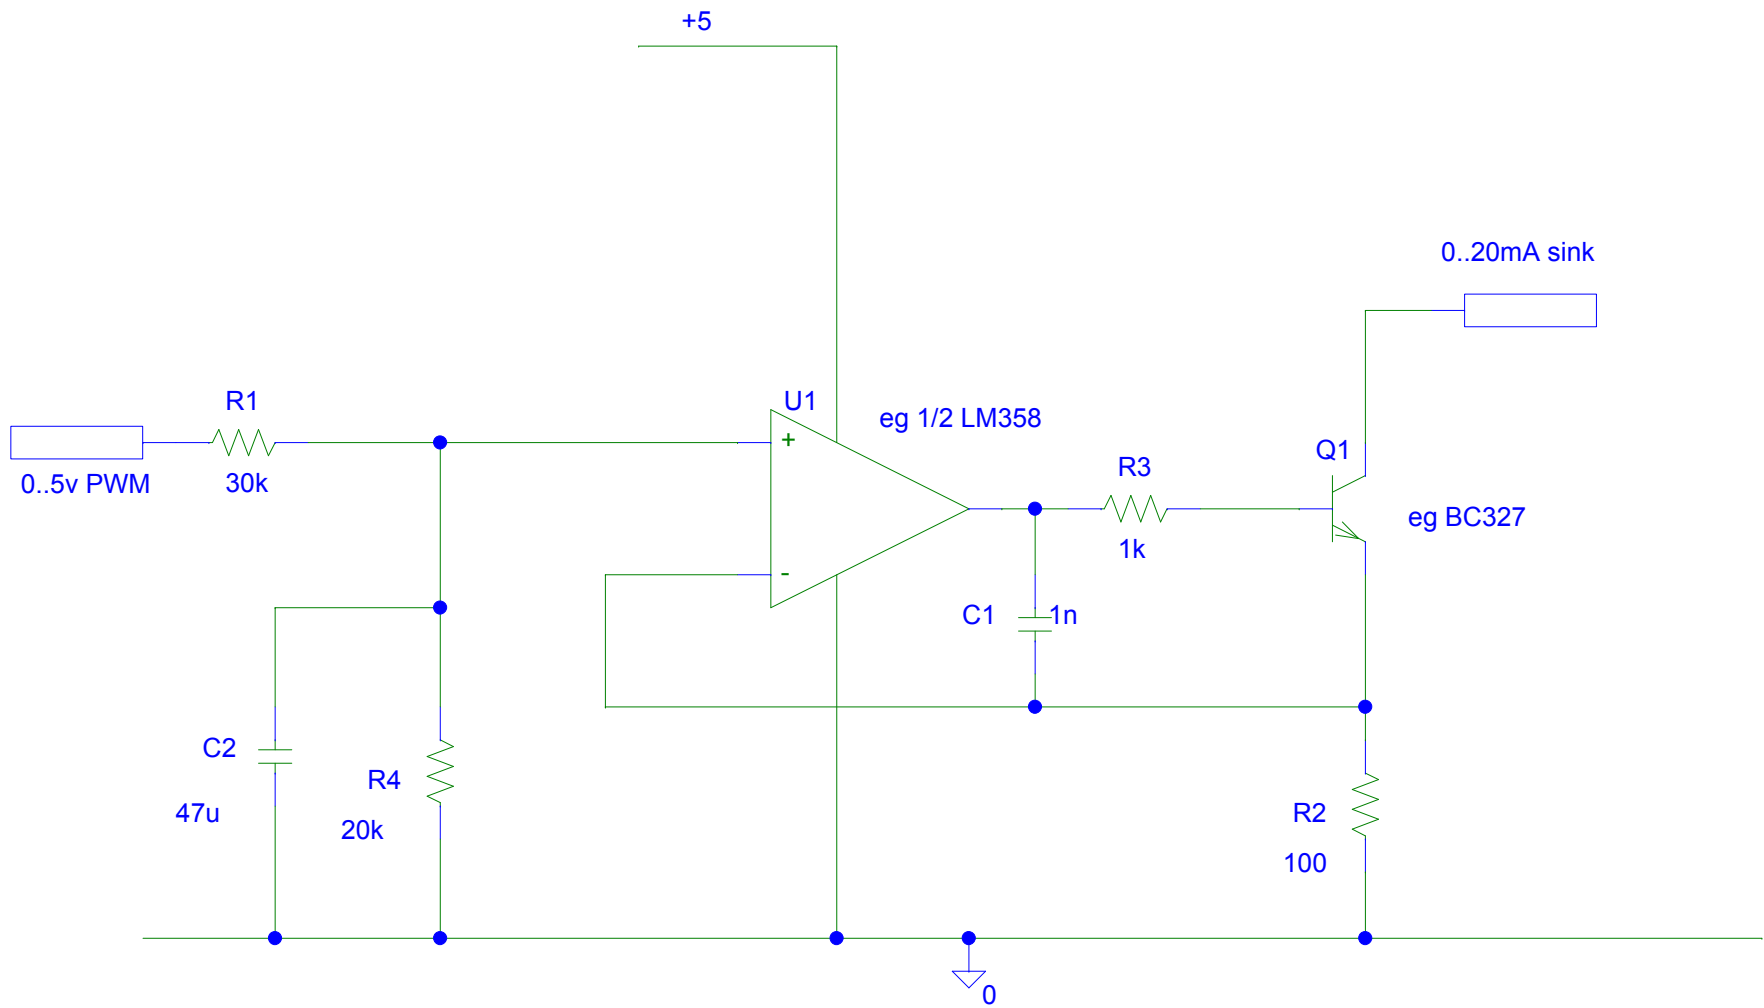 +5
0..20mA sink
R1
U1
eg 1/2 LM358
+
0..5v PWM
30k
R3
Q1
eg BC327
1k
-
C1
1n
C2
R4
47u
20k
R2
100
0